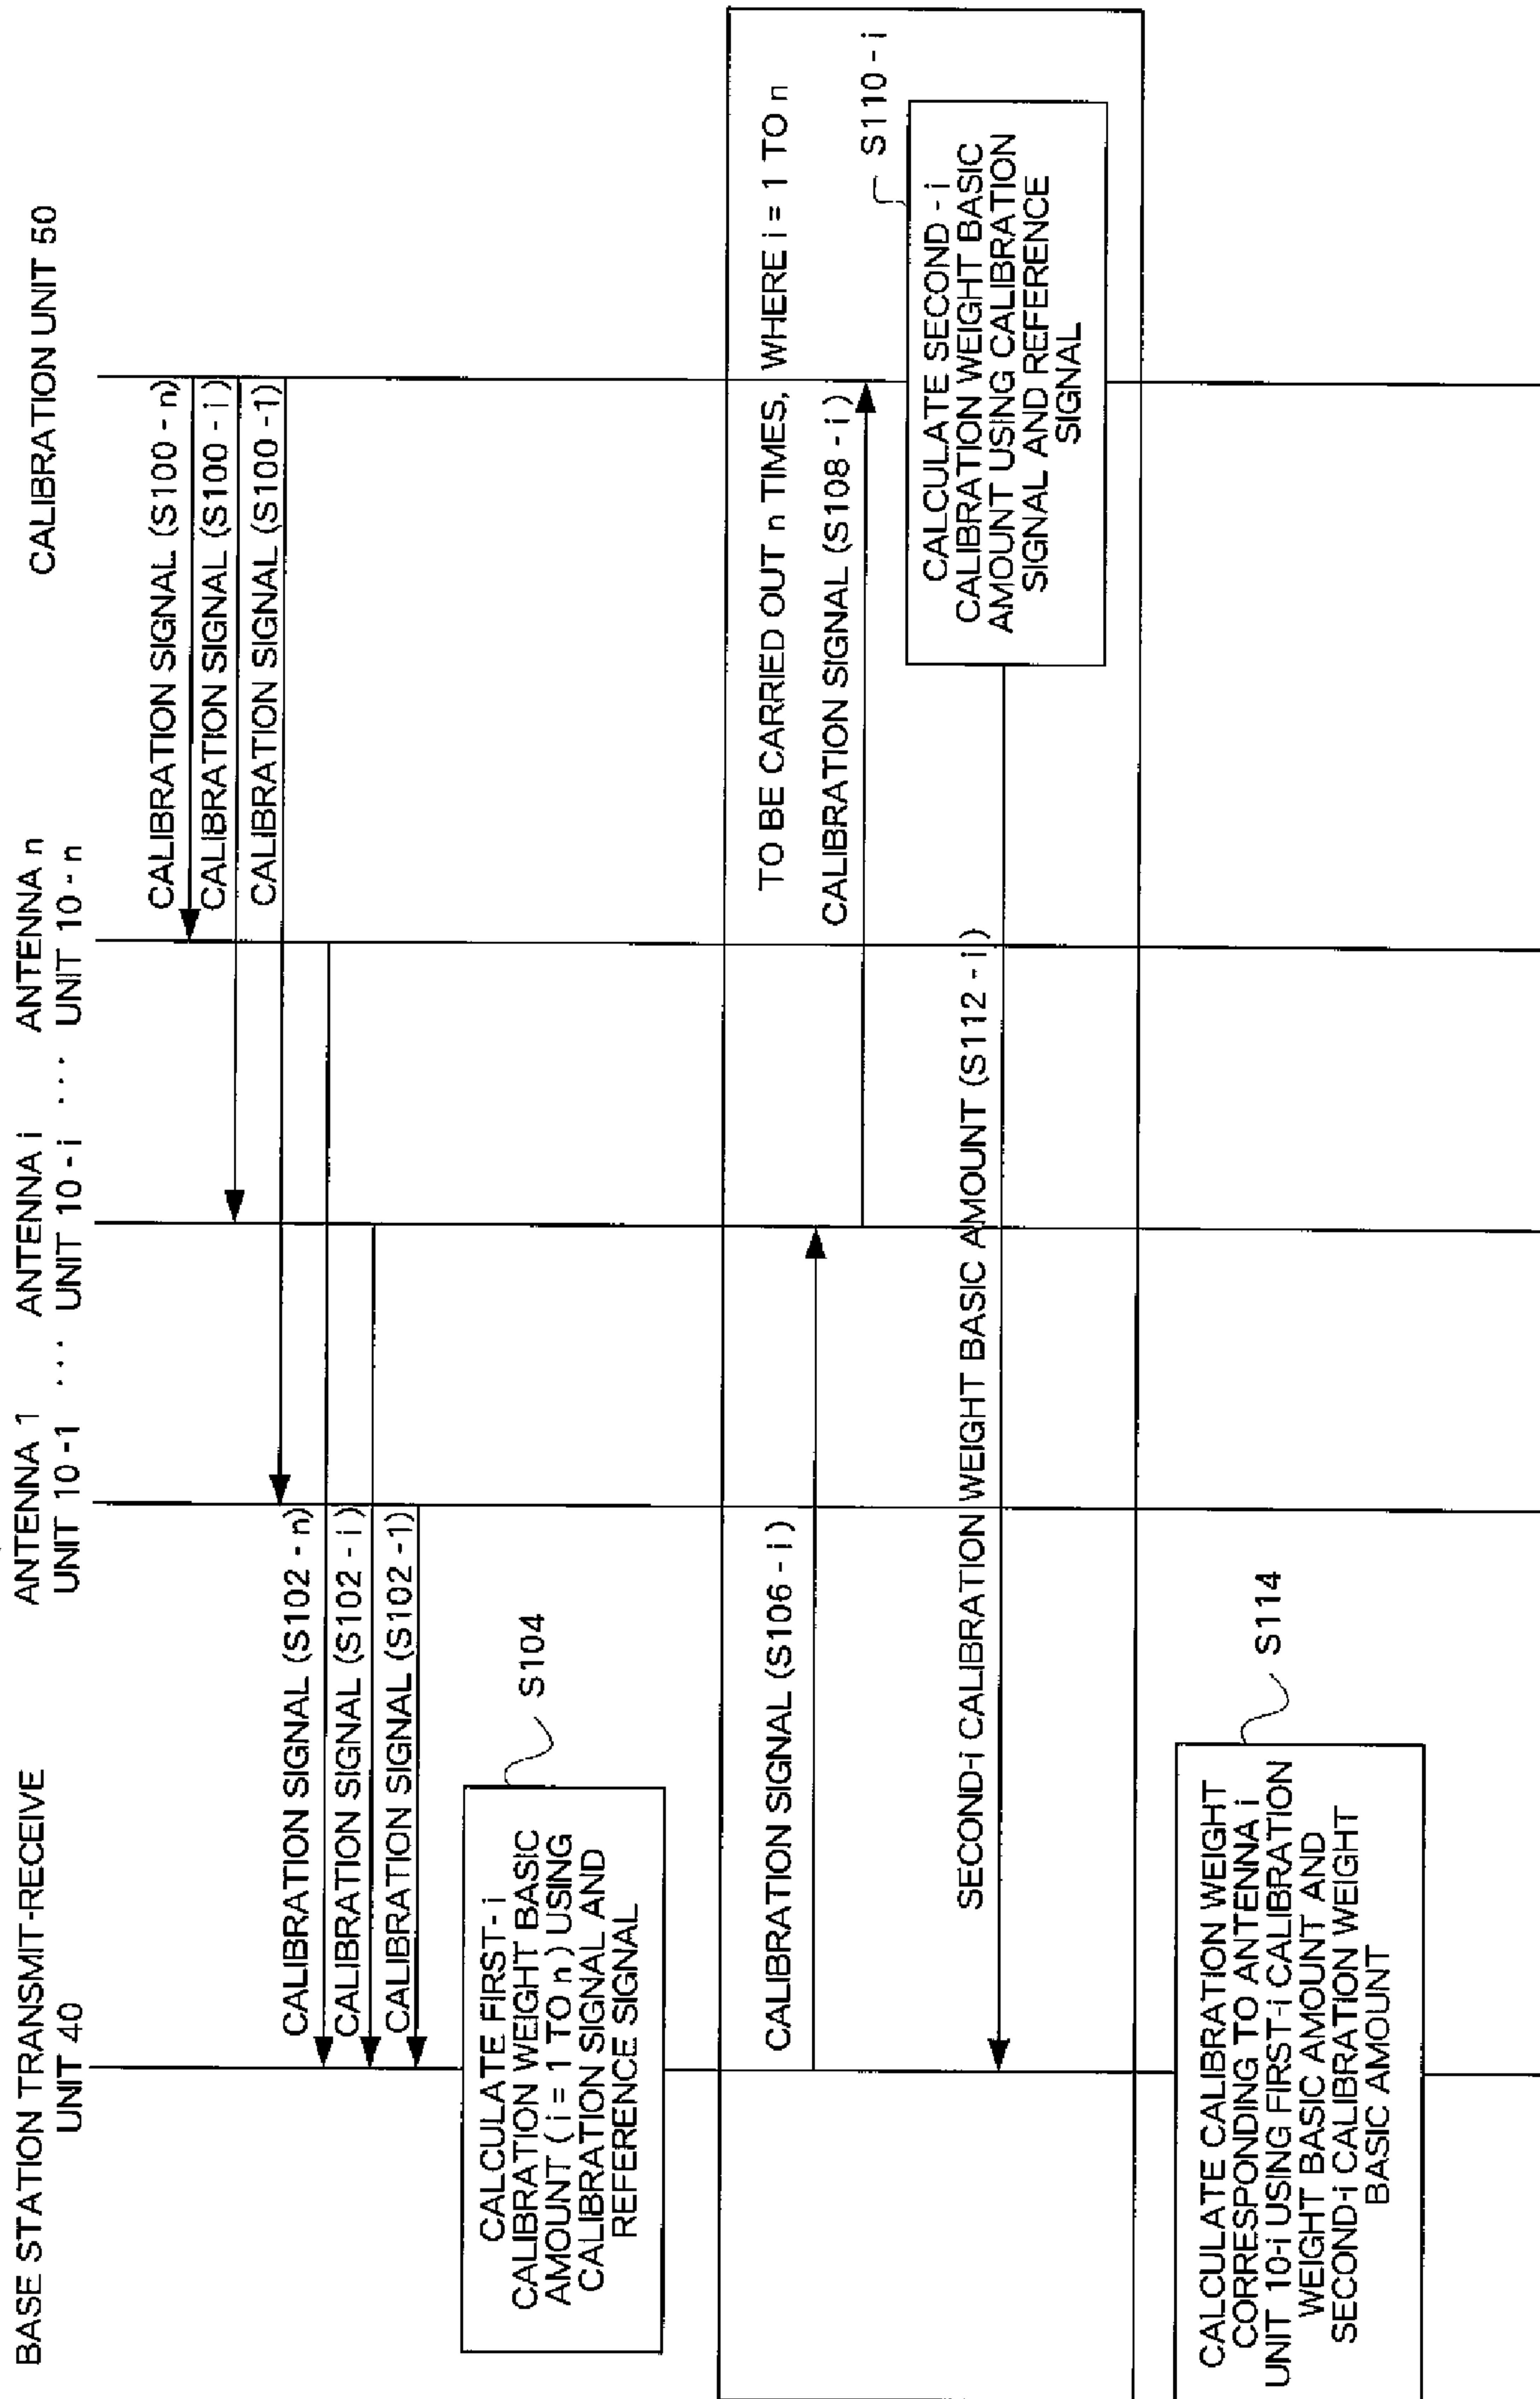 BASE STATION TRANSMIT-RECEIVE
UNIT 40
ANTENNA 1
UNIT 10 -1
...
ANTENNA i
UNIT 10 - i
...
ANTENNA n
UNIT 10 - n
CALIBRATION UNIT 50
CALIBRATION SIGNAL (S100 - n)
CALIBRATION SIGNAL (S100 - i )
CALIBRATION SIGNAL (S100 -1)
CALIBRATION SIGNAL (S102 - n)
CALIBRATION SIGNAL (S102 - i )
CALIBRATION SIGNAL (S102 -1)
S104
CALCULATE FIRST- i
CALIBRATION WEIGHT BASIC
AMOUNT ( i = 1 TO n ) USING
CALIBRATION SIGNAL AND
REFERENCE SIGNAL
TO BE CARRIED OUT n TIMES, WHERE i = 1 TO n
CALIBRATION SIGNAL (S106 - i )
CALIBRATION SIGNAL (S108 - i )
S110 - i
CALCULATE SECOND - i
CALIBRATION WEIGHT BASIC
AMOUNT USING CALIBRATION
SIGNAL AND REFERENCE
SIGNAL
SECOND-i CALIBRATION WEIGHT BASIC AMOUNT (S112 - i )
S114
CALCULATE CALIBRATION WEIGHT
CORRESPONDING TO ANTENNA i
UNIT 10-i USING FIRST-i CALIBRATION
WEIGHT BASIC AMOUNT AND
SECOND-i CALIBRATION WEIGHT
BASIC AMOUNT